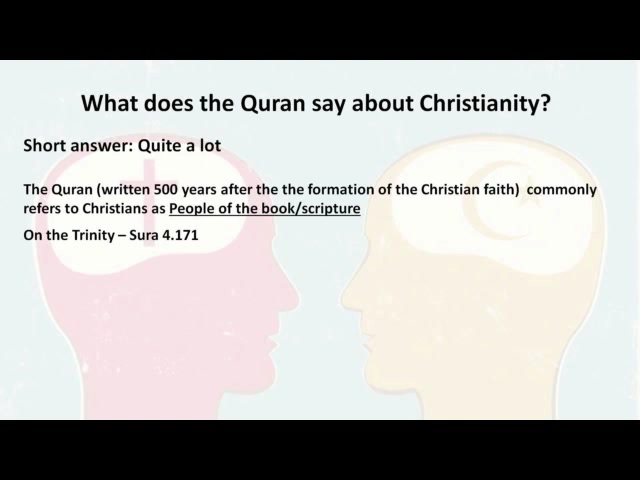 What does the Quran say about Christianity?
Short answer: Quite a lot
The Quran (written 500 years after the the formation of the Christian faith) commonly
refers to Christians as People of the book/scripture
On the Trinity – Sura 4.171